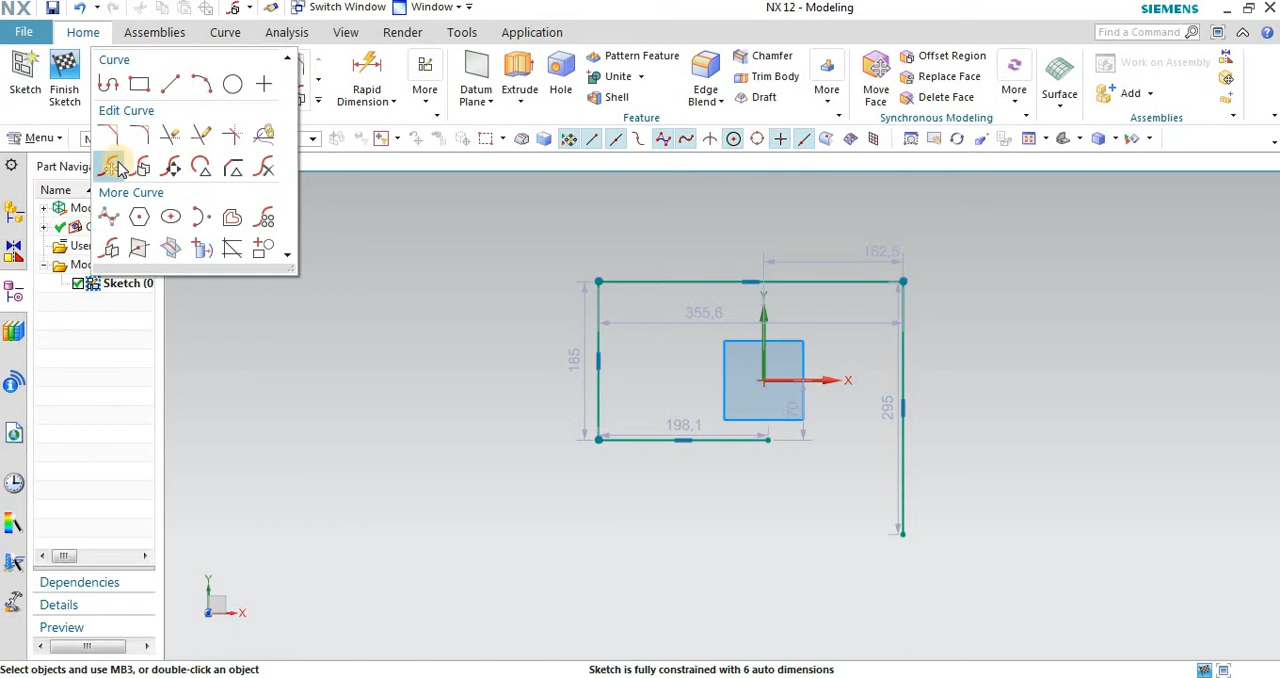 NX
Switch Window
Window
NX 12 - Modeling
SIEMENS
File
Home
Assemblies
Curve
Analysis
View
Render
Tools
Application
Find a Command
Sketch
Finish
Sketch
Rapid
Dimension
More
Datum
Plane
Extrude
Hole
Pattern Feature
Unite
Shell
Edge
Blend
Chamfer
Trim Body
Draft
More
Feature
Move
Face
Offset Region
Replace Face
Delete Face
More
Synchronous Modeling
Surface
Work on Assembly
Add
Assemblies
Menu
Curve
Edit Curve
More Curve
Part Navig
Name
Mod
User
Mod
Sketch (0
Dependencies
Details
Preview
162,5
355,6
185
198,1
70
295
Y
X
Y
X
Select objects and use MB3, or double-click an object
Sketch is fully constrained with 6 auto dimensions